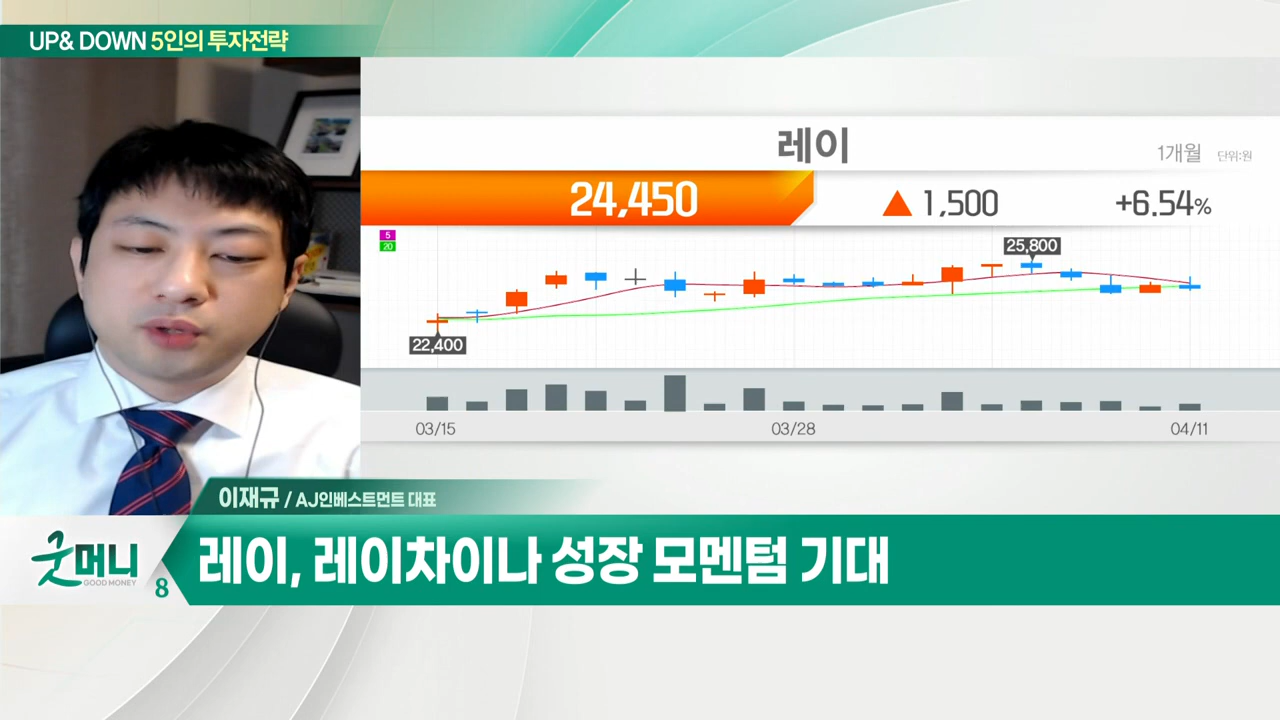 UP& DOWN 5인의 투자전략
레이
1개월 단위:원
24,450 ▲ 1,500 +6.54%
5
20
25,800
22,400
03/15 03/28 04/11
이재규 / AJ인베스트먼트 대표
굿머니
GOOD MONEY
8
레이, 레이차이나 성장 모멘텀 기대